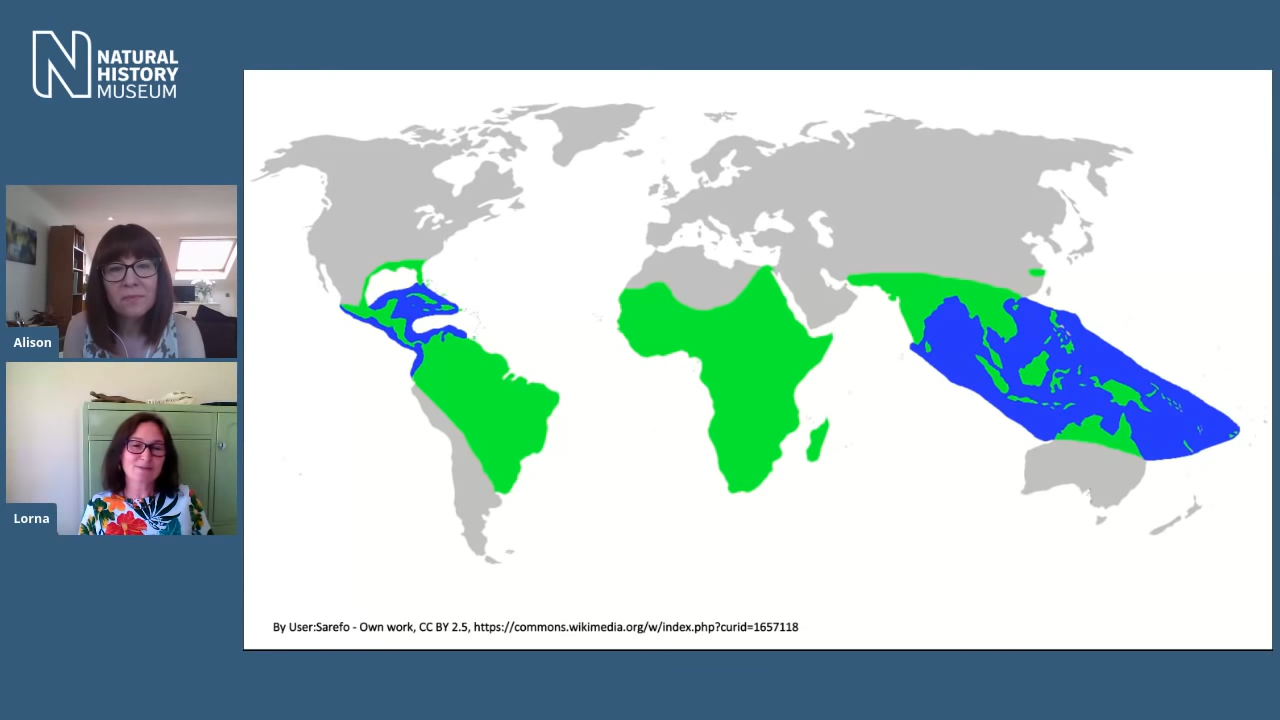 NATURAL
HISTORY
MUSEUM
Alison
Lorna
By User:Sarefo - Own work, CC BY 2.5, https://commons.wikimedia.org/w/index.php?curid=1657118